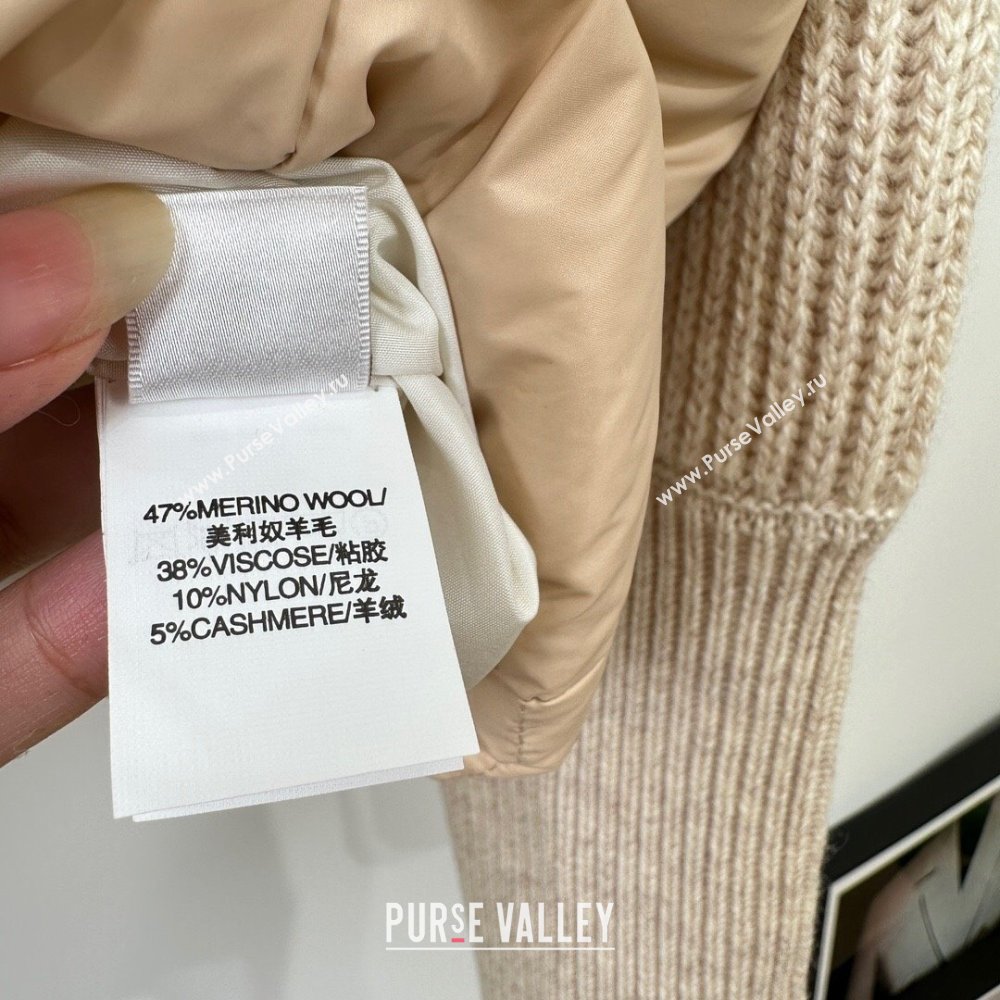 www.PurseValley.ru
www.PurseValley.ru
47%MERINO WOOL/
美利奴羊毛
38%VISCOSE/粘胶
10%NYLON/尼龙
5%CASHMERE/羊绒
PURSE VALLEY